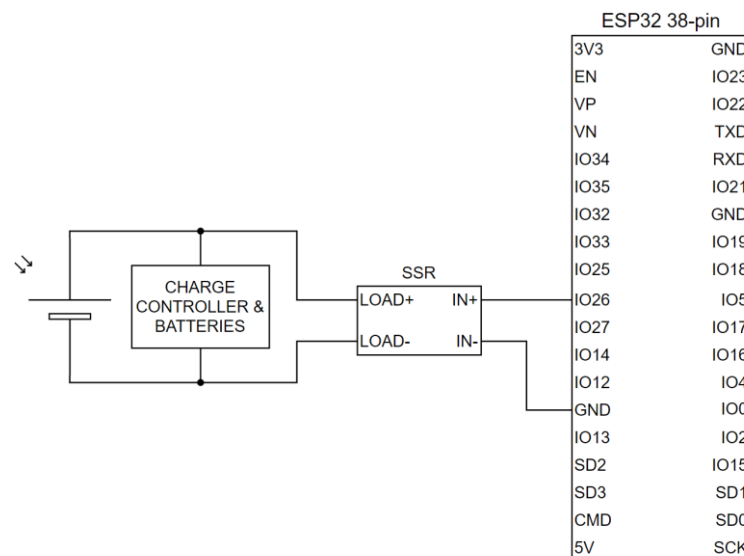 ESP32 38-pin
3V3 GND
EN IO23
VP IO22
VN TXD
IO34 RXD
IO35 IO21
IO32 GND
IO33 IO19
IO25 IO18
IO26 IO5
IO27 IO17
IO14 IO16
IO12 IO4
GND IO0
IO13 IO2
SD2 IO15
SD3 SD1
CMD SD0
5V SCK
SSR
LOAD+ IN+
LOAD- IN-
CHARGE
CONTROLLER &
BATTERIES